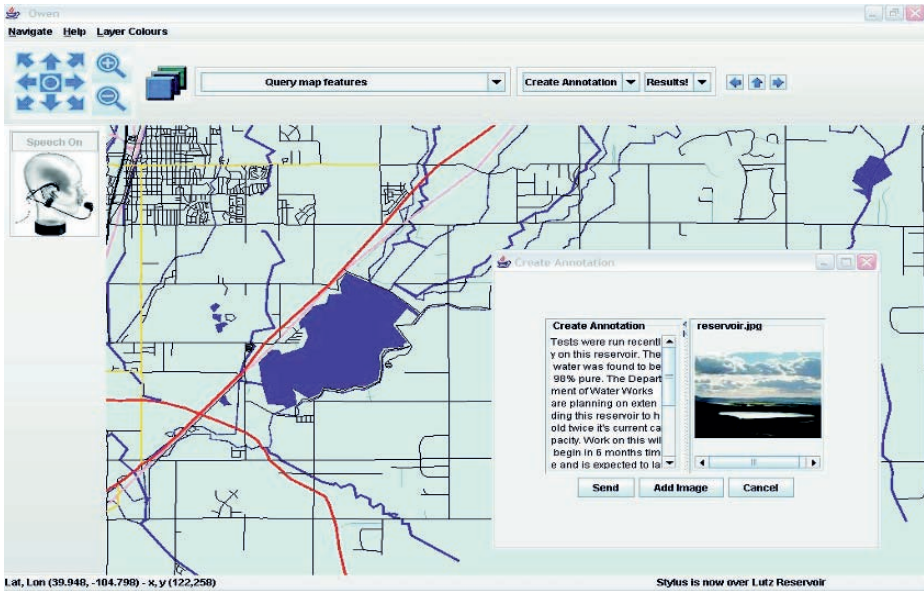 Owen
Navigate Help Layer Colours
Query map features
Create Annotation
Results!
Speech On
Create Annotation
Create Annotation
Tests were run recentl
y on this reservoir. The
water was found to be
98% pure. The Depart
ment of Water Works
are planning on exten
ding this reservoir to h
old twice it's current ca
pacity. Work on this wil
begin in 6 months tim
e and is expected to la
reservoir.jpg
Send Add Image Cancel
Lat, Lon (39.948, -104.798) - x, y (122,258)
Stylus is now over Lutz Reservoir